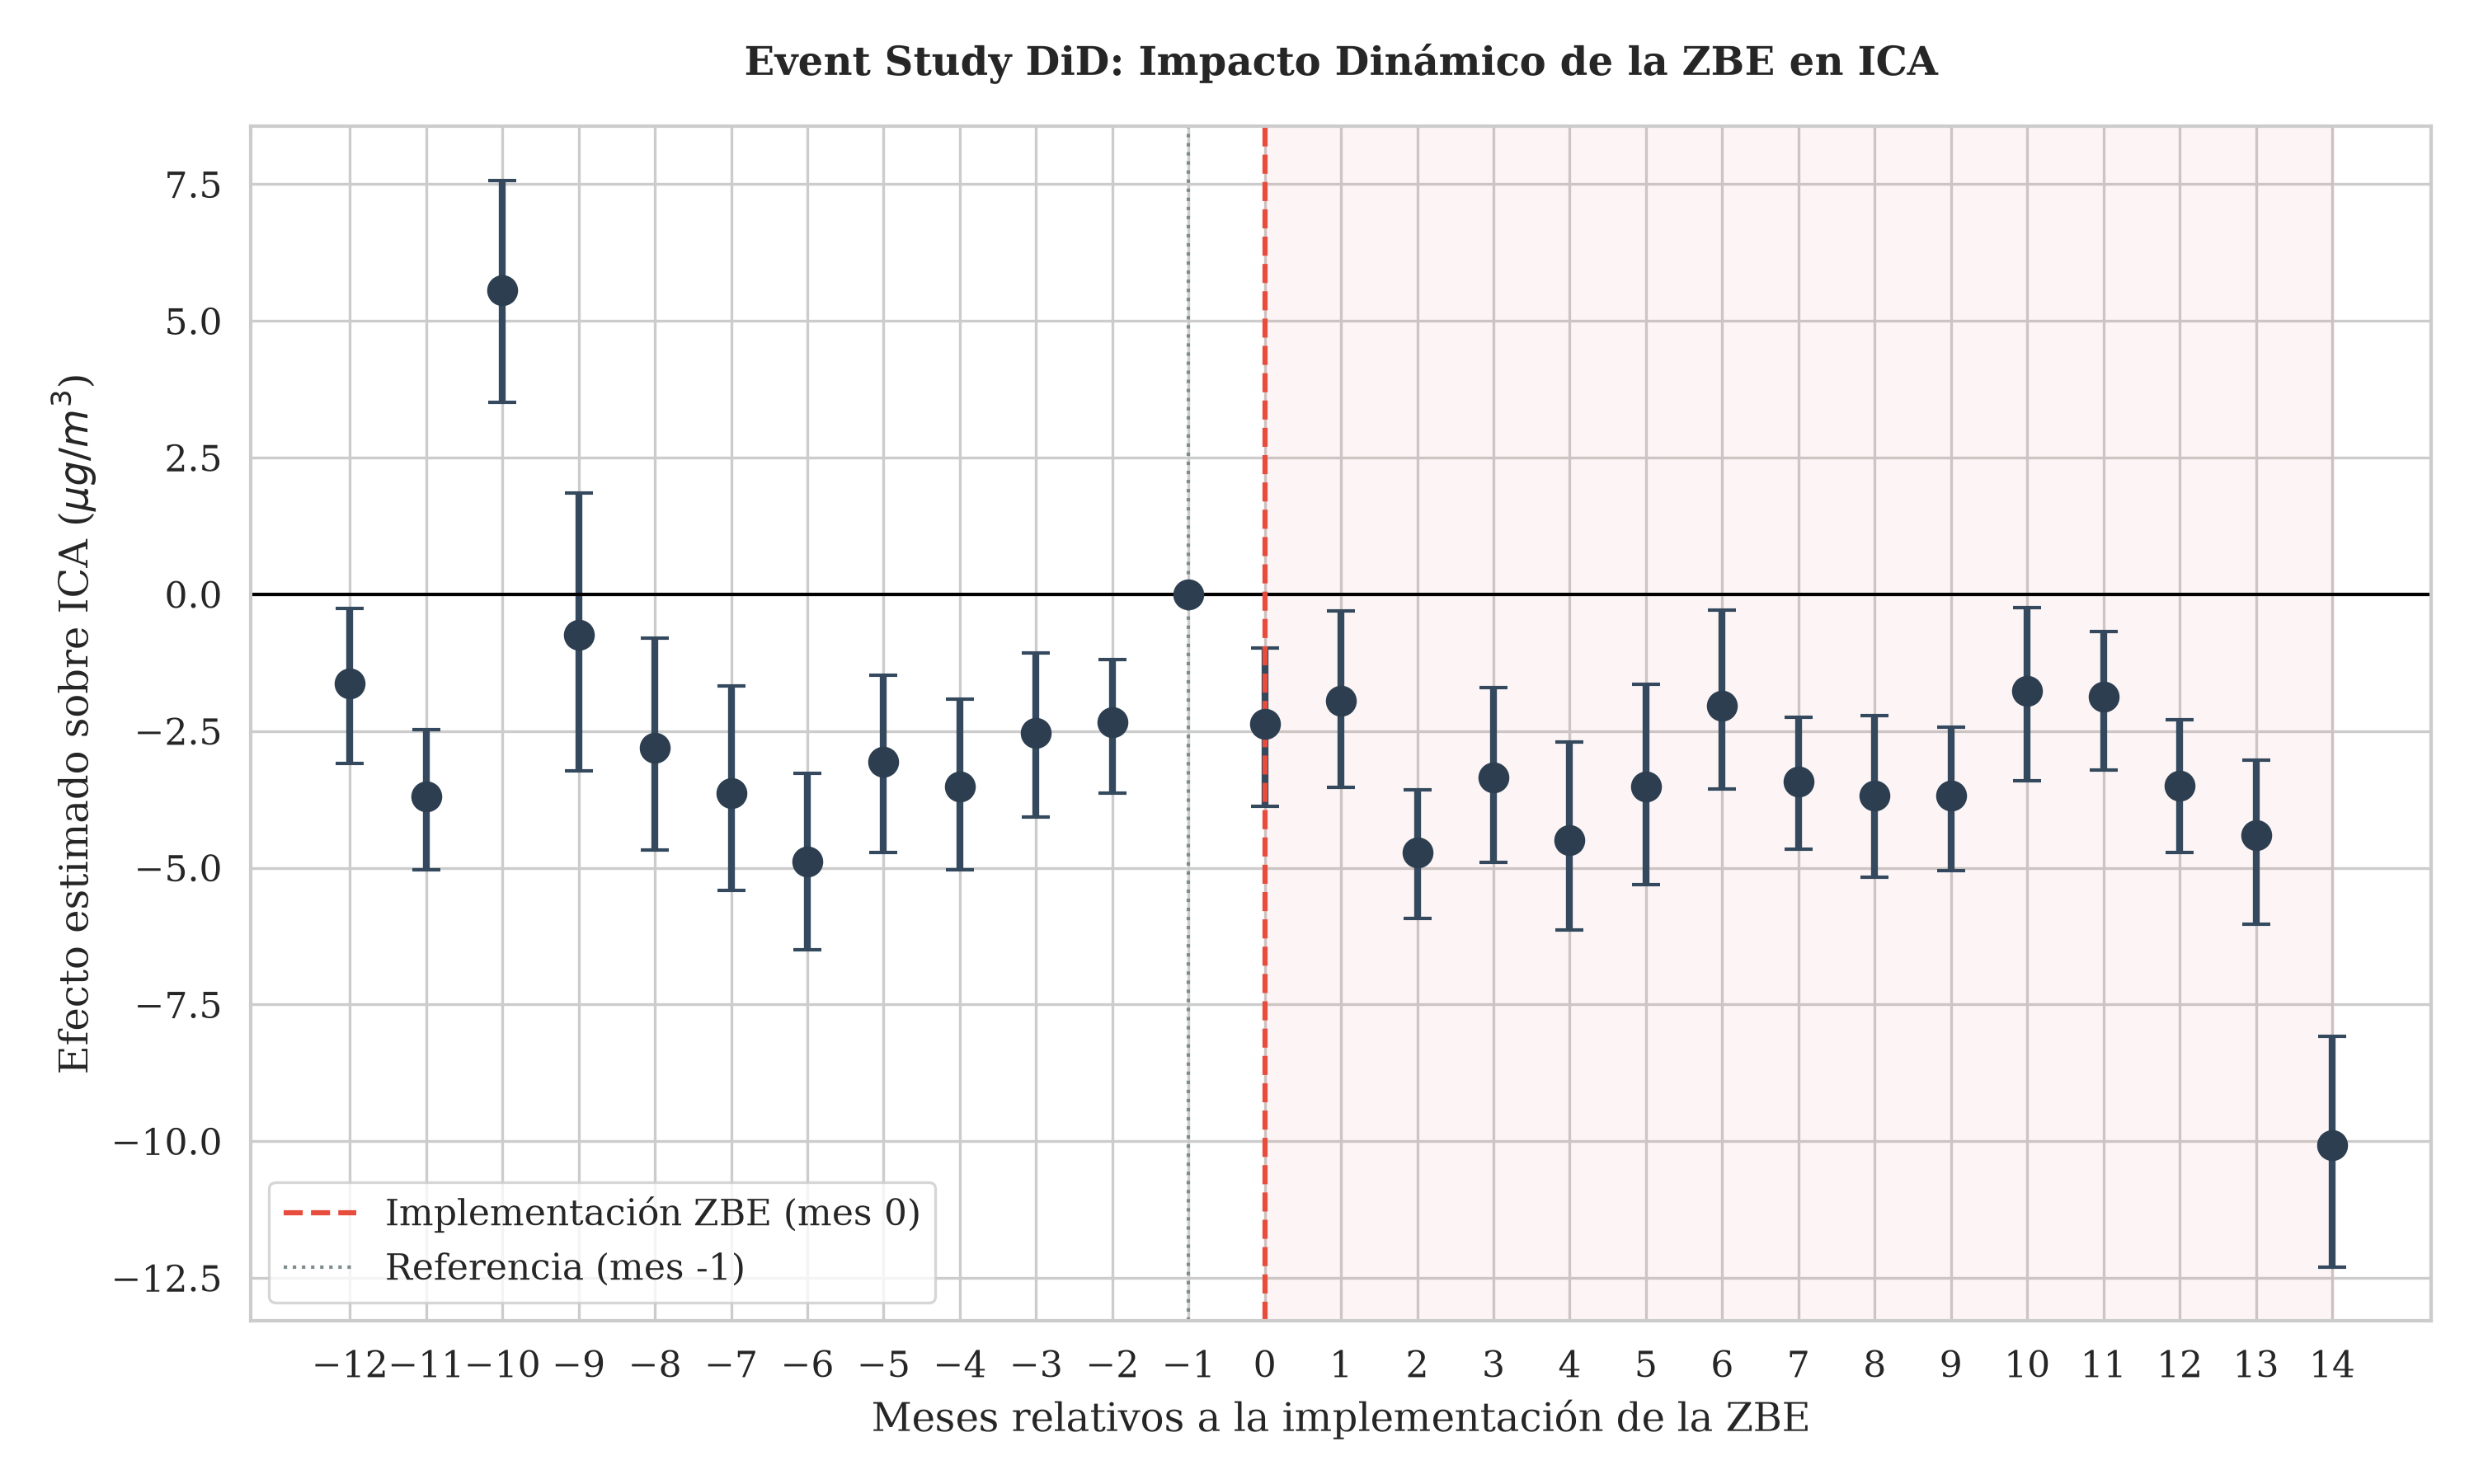 Event Study DiD: Impacto Dinámico de la ZBE en ICA
Efecto estimado sobre ICA (μg/m³)
7.5
5.0
2.5
0.0
−2.5
−5.0
−7.5
−10.0
−12.5
Implementación ZBE (mes 0)
Referencia (mes -1)
−12 −11 −10 −9 −8 −7 −6 −5 −4 −3 −2 −1 0 1 2 3 4 5 6 7 8 9 10 11 12 13 14
Meses relativos a la implementación de la ZBE